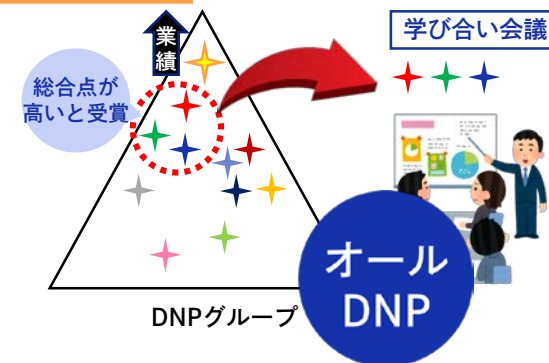 業績
学び合い会議
総合点が
高いと受賞
DNPグループ
オール
DNP